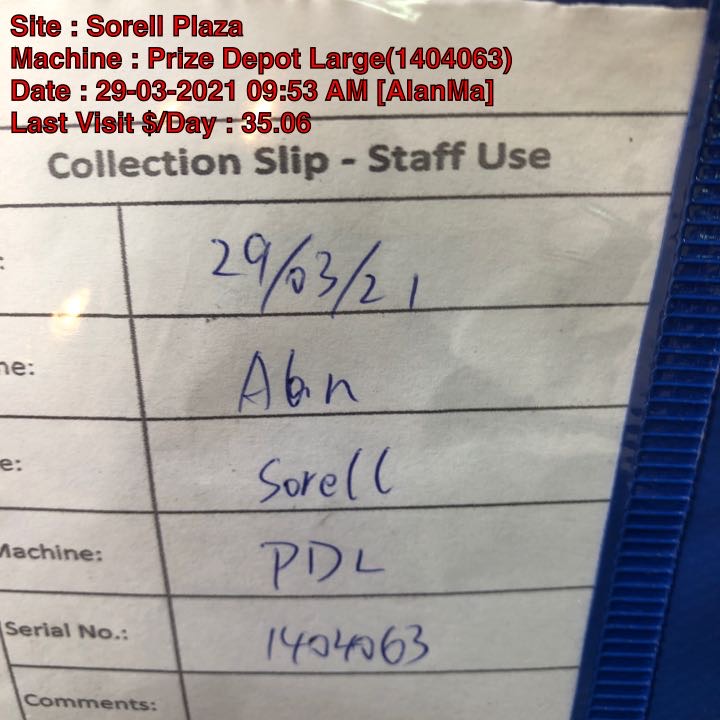 Site : Sorell Plaza
Machine : Prize Depot Large(1404063)
Date : 29-03-2021 09:53 AM [AlanMa]
Last Visit $/Day : 35.06
Collection Slip - Staff Use
: 29/03/21
ne: Alan
e: Sorell
Machine: PDL
Serial No.: 1404063
Comments: